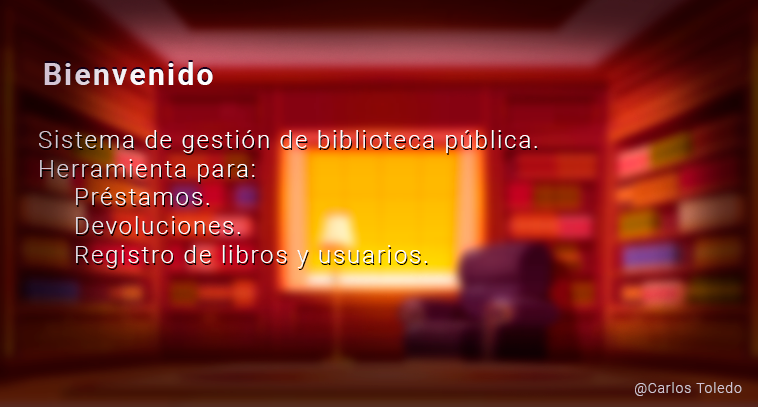 Bienvenido
Sistema de gestión de biblioteca pública.
Herramienta para:
Préstamos.
Devoluciones.
Registro de libros y usuarios.
@Carlos Toledo